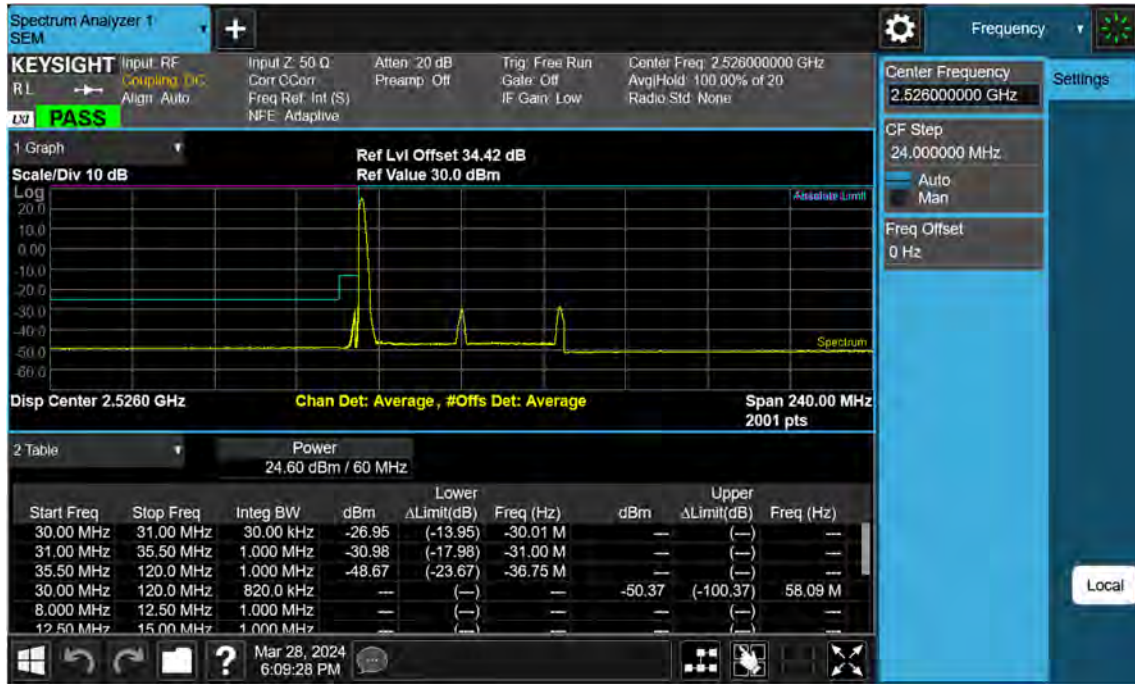 Spectrum Analyzer 1
SEM
+
Frequency
KEYSIGHT
RL
LXI
PASS
Input: RF
Coupling: DC
Align: Auto
Input Z: 50 Ω
Corr CCorr
Freq Ref: Int (S)
NFE: Adaptive
Atten: 20 dB
Preamp: Off
Trig: Free Run
Gate: Off
IF Gain: Low
Center Freq: 2.526000000 GHz
Avg|Hold: 100.00% of 20
Radio Std: None
Center Frequency
2.526000000 GHz
Settings
CF Step
24.000000 MHz
Auto
Man
Freq Offset
0 Hz
1 Graph
Scale/Div 10 dB
Ref Lvl Offset 34.42 dB
Ref Value 30.0 dBm
Log
20.0
10.0
0.00
-10.0
-20.0
-30.0
-40.0
-50.0
-60.0
Absolute Limit
Spectrum
Disp Center 2.5260 GHz
Chan Det: Average, #Offs Det: Average
Span 240.00 MHz
2001 pts
2 Table
Power
24.60 dBm / 60 MHz
Lower Upper
Start Freq Stop Freq Integ BW dBm ΔLimit(dB) Freq (Hz) dBm ΔLimit(dB) Freq (Hz)
30.00 MHz 31.00 MHz 30.00 kHz -26.95 (-13.95) -30.01 M --- (---) ---
31.00 MHz 35.50 MHz 1.000 MHz -30.98 (-17.98) -31.00 M --- (---) ---
35.50 MHz 120.0 MHz 1.000 MHz -48.67 (-23.67) -36.75 M --- (---) ---
30.00 MHz 120.0 MHz 820.0 kHz --- (---) --- -50.37 (-100.37) 58.09 M
8.000 MHz 12.50 MHz 1.000 MHz --- (---) --- --- (---) ---
12.50 MHz 15.00 MHz 1.000 MHz --- (---) --- --- (---) ---
Local
?
Mar 28, 2024
6:09:28 PM